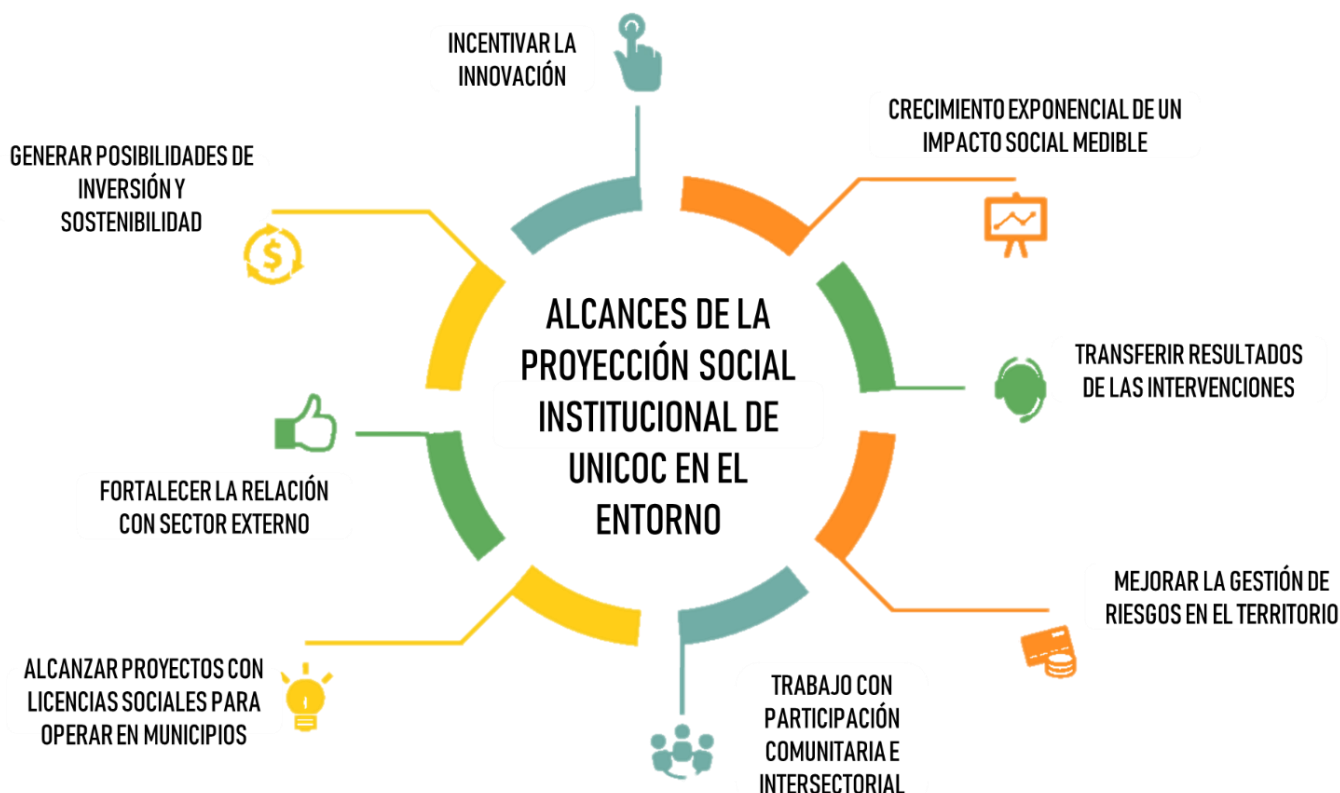 INCENTIVAR LA
INNOVACIÓN
CRECIMIENTO EXPONENCIAL DE UN
IMPACTO SOCIAL MEDIBLE
GENERAR POSIBILIDADES DE
INVERSIÓN Y
SOSTENIBILIDAD
$
ALCANCES DE LA
PROYECCIÓN SOCIAL
INSTITUCIONAL DE
UNICOC EN EL
ENTORNO
TRANSFERIR RESULTADOS
DE LAS INTERVENCIONES
FORTALECER LA RELACIÓN
CON SECTOR EXTERNO
MEJORAR LA GESTIÓN DE
RIESGOS EN EL TERRITORIO
ALCANZAR PROYECTOS CON
LICENCIAS SOCIALES PARA
OPERAR EN MUNICIPIOS
TRABAJO CON
PARTICIPACIÓN
COMUNITARIA E
INTERSECTORIAL